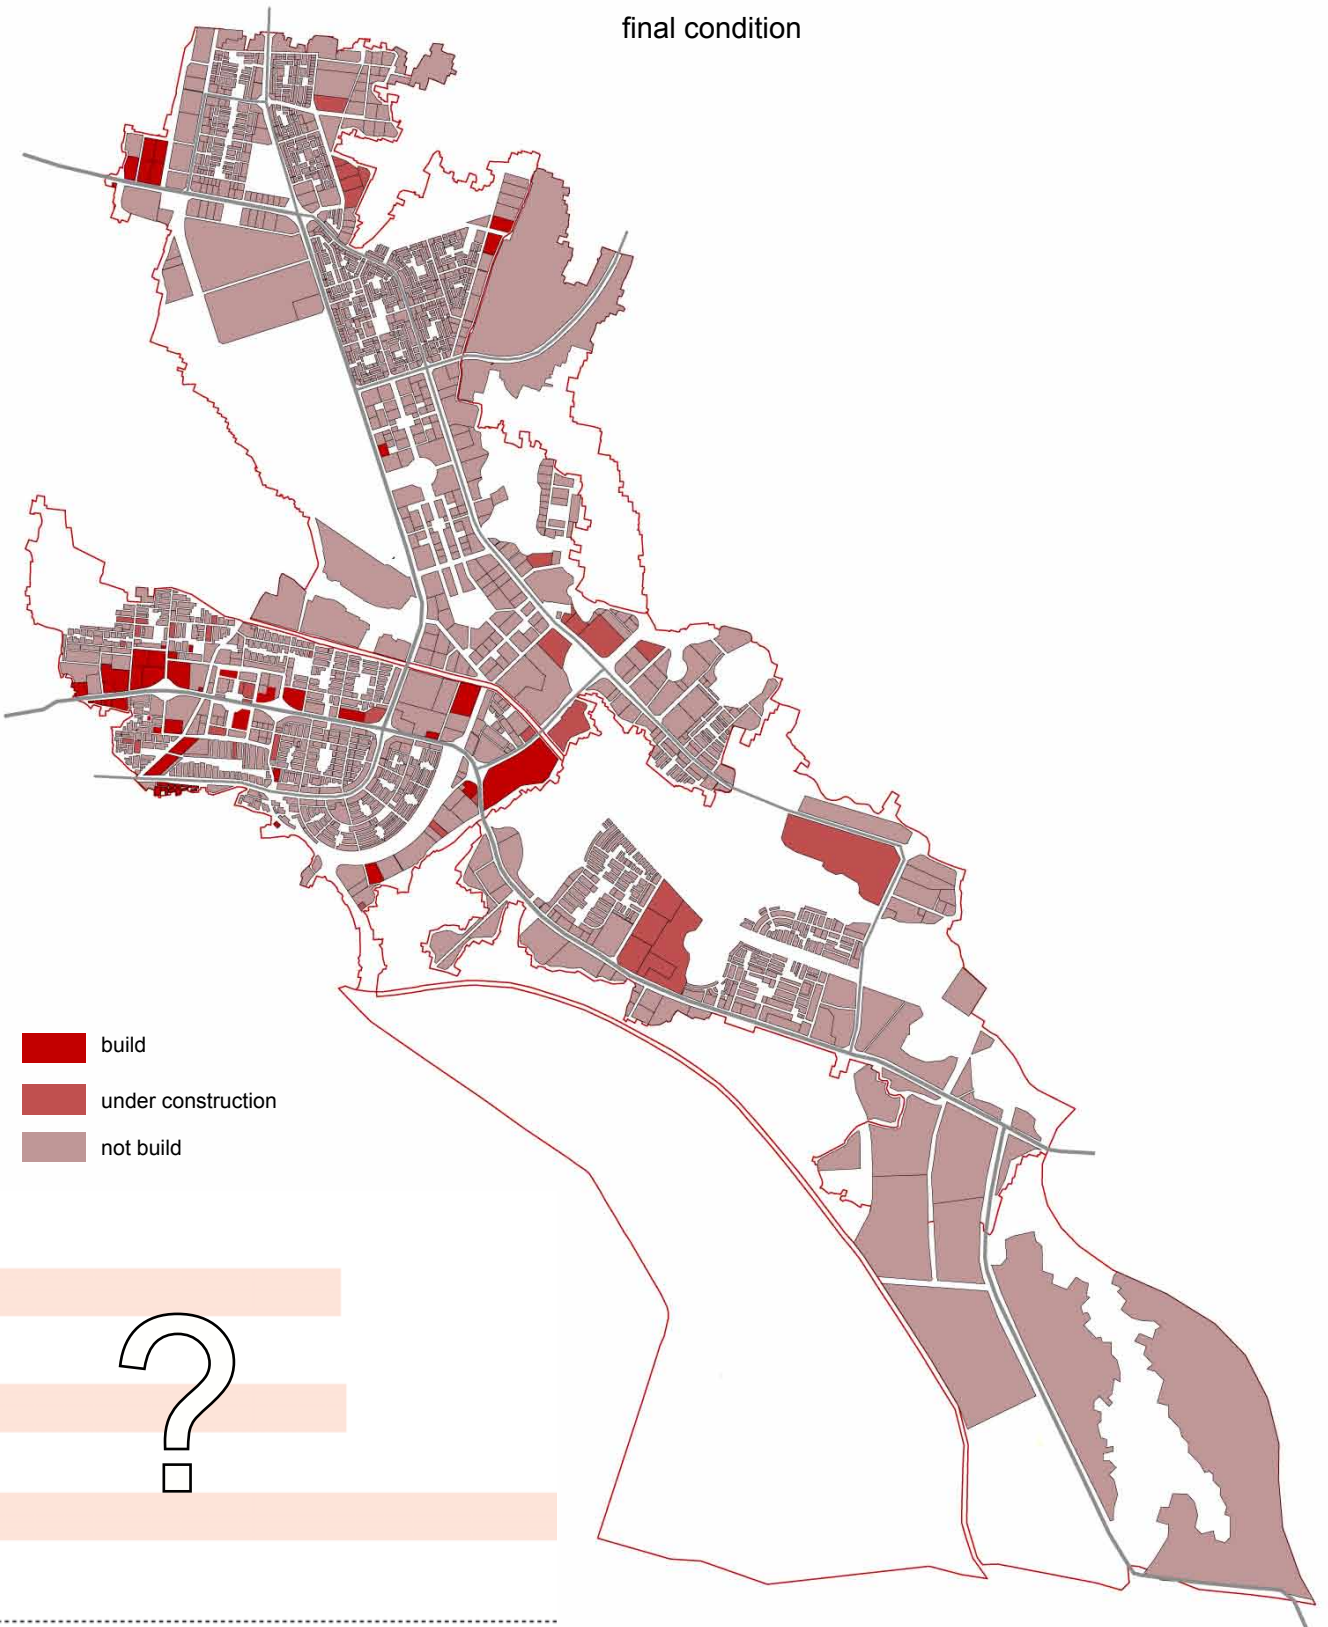 final condition
build
under construction
not build
?